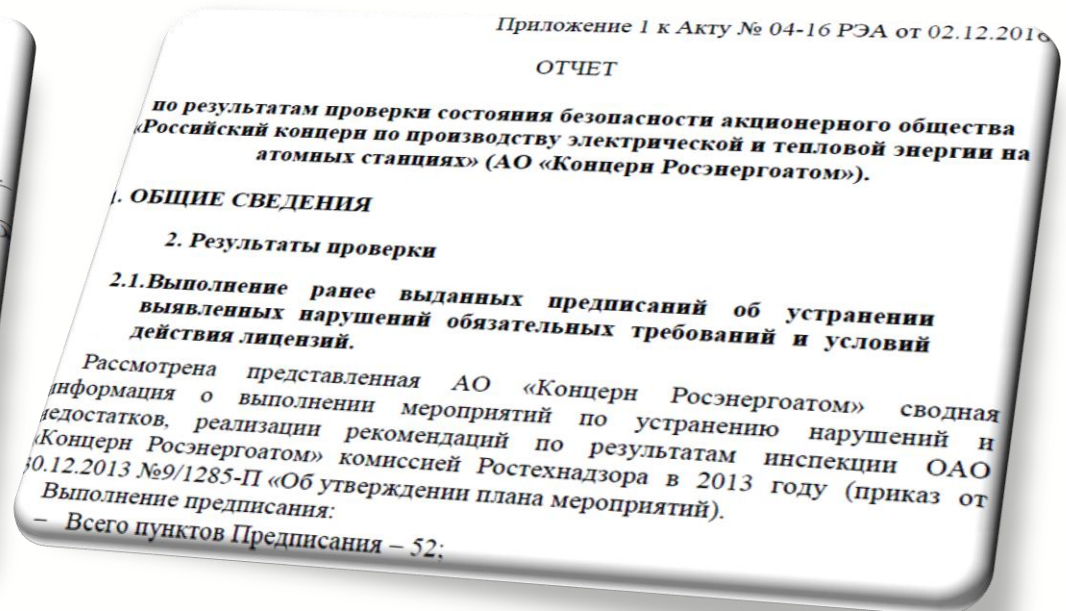 Приложение 1 к Акту № 04-16 РЭА от 02.12.2016
ОТЧЕТ
по результатам проверки состояния безопасности акционерного общества
«Российский концерн по производству электрической и тепловой энергии на
атомных станциях» (АО «Концерн Росэнергоатом»).
1. ОБЩИЕ СВЕДЕНИЯ
2. Результаты проверки
2.1.Выполнение ранее выданных предписаний об устранении
выявленных нарушений обязательных требований и условий
действия лицензий.
Рассмотрена представленная АО «Концерн Росэнергоатом» сводная
информация о выполнении мероприятий по устранению нарушений и
недостатков, реализации рекомендаций по результатам инспекции ОАО
«Концерн Росэнергоатом» комиссией Ростехнадзора в 2013 году (приказ от
30.12.2013 №9/1285-П «Об утверждении плана мероприятий).
Выполнение предписания:
– Всего пунктов Предписания – 52;